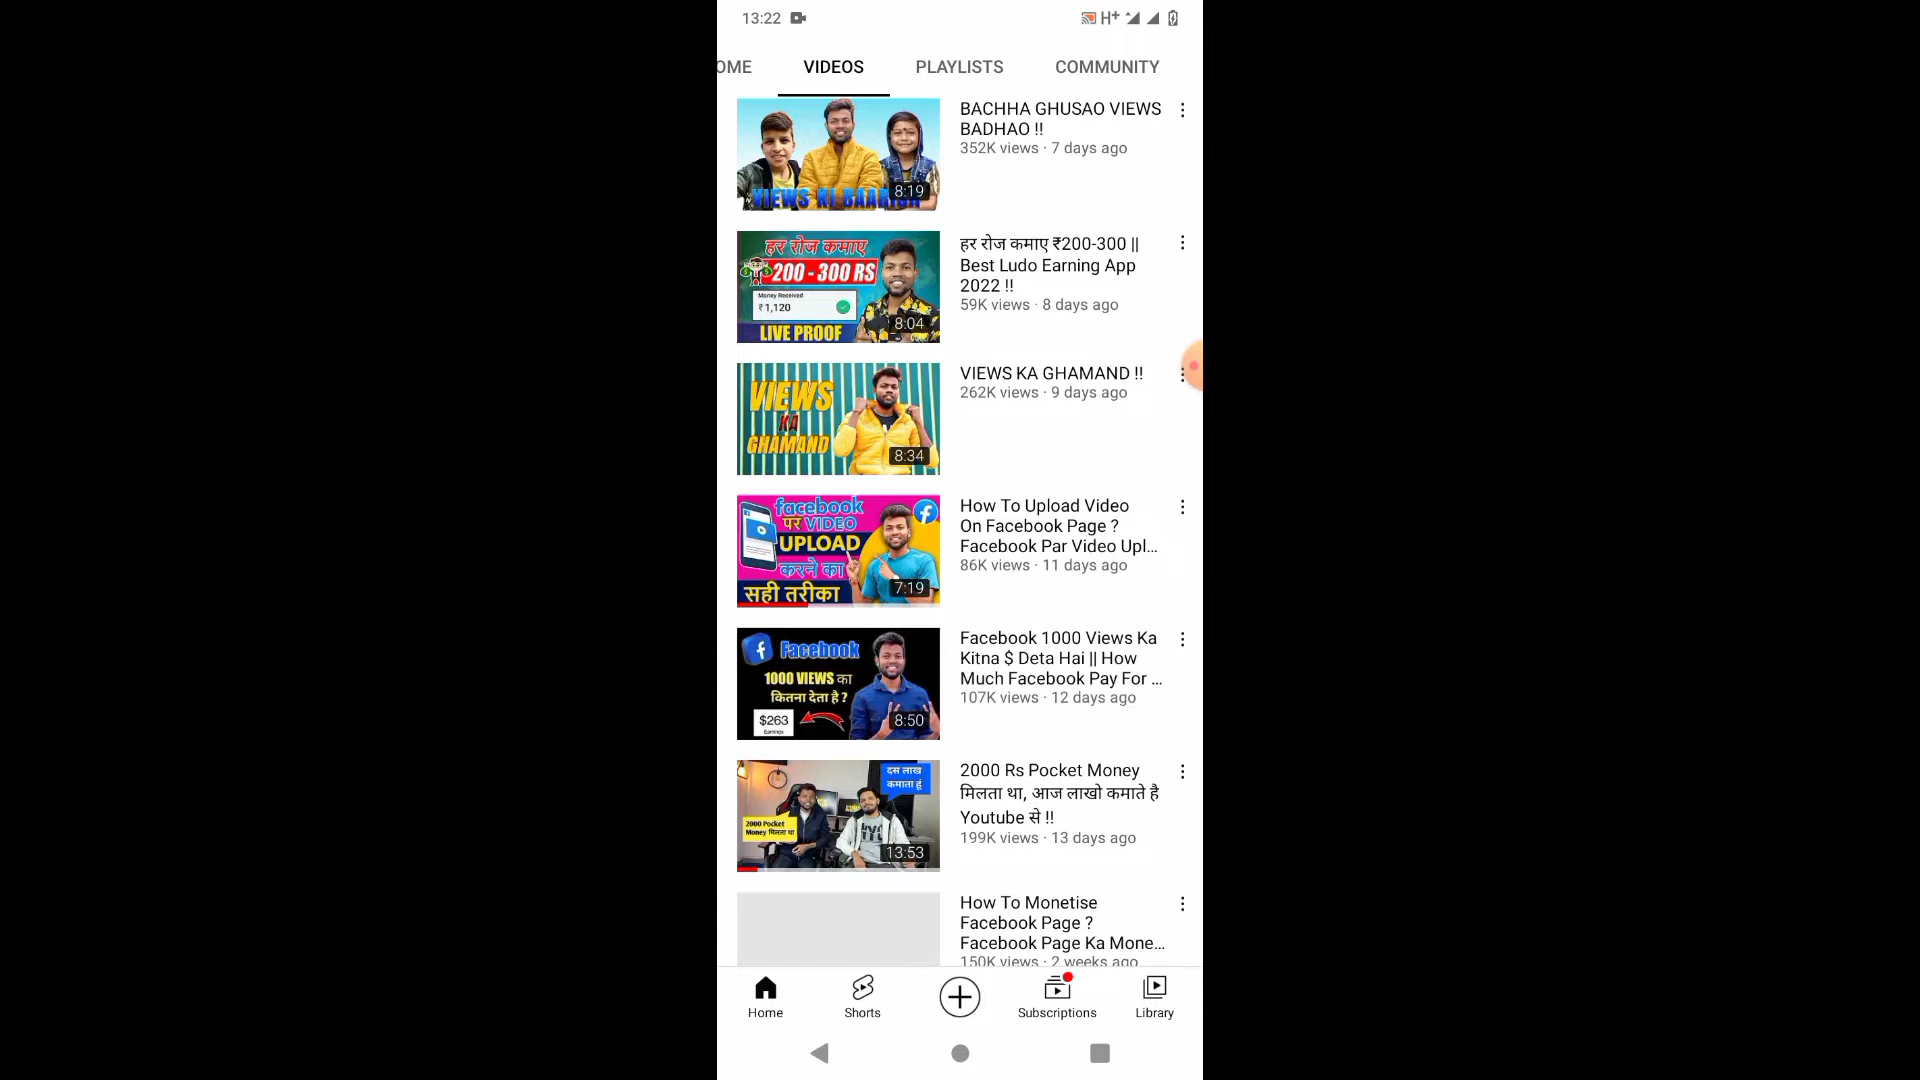 13:22
H+
OME
VIDEOS
PLAYLISTS
COMMUNITY
VIEWS KI
8:19
BACHHA GHUSAO VIEWS
BADHAO !!
352K views · 7 days ago
हर रोज कमाए
200 - 300 RS
Money Received
₹1,120
LIVE PROOF
8:04
हर रोज कमाए ₹200-300 ||
Best Ludo Earning App
2022 !!
59K views · 8 days ago
VIEWS
KA
GHAMAND
8:34
VIEWS KA GHAMAND !!
262K views · 9 days ago
facebook
पर VIDEO
UPLOAD
करने का
सही तरीका
7:19
How To Upload Video
On Facebook Page ?
Facebook Par Video Upl...
86K views · 11 days ago
Facebook
1000 VIEWS का
कितना देता है ?
$263
Earnings
8:50
Facebook 1000 Views Ka
Kitna $ Deta Hai || How
Much Facebook Pay For ...
107K views · 12 days ago
दस लाख
कमाता हूं
2000 Pocket
Money मिलता था
13:53
2000 Rs Pocket Money
मिलता था, आज लाखो कमाते है
Youtube से !!
199K views · 13 days ago
How To Monetise
Facebook Page ?
Facebook Page Ka Mone...
150K views · 2 weeks ago
Home
Shorts
Subscriptions
Library